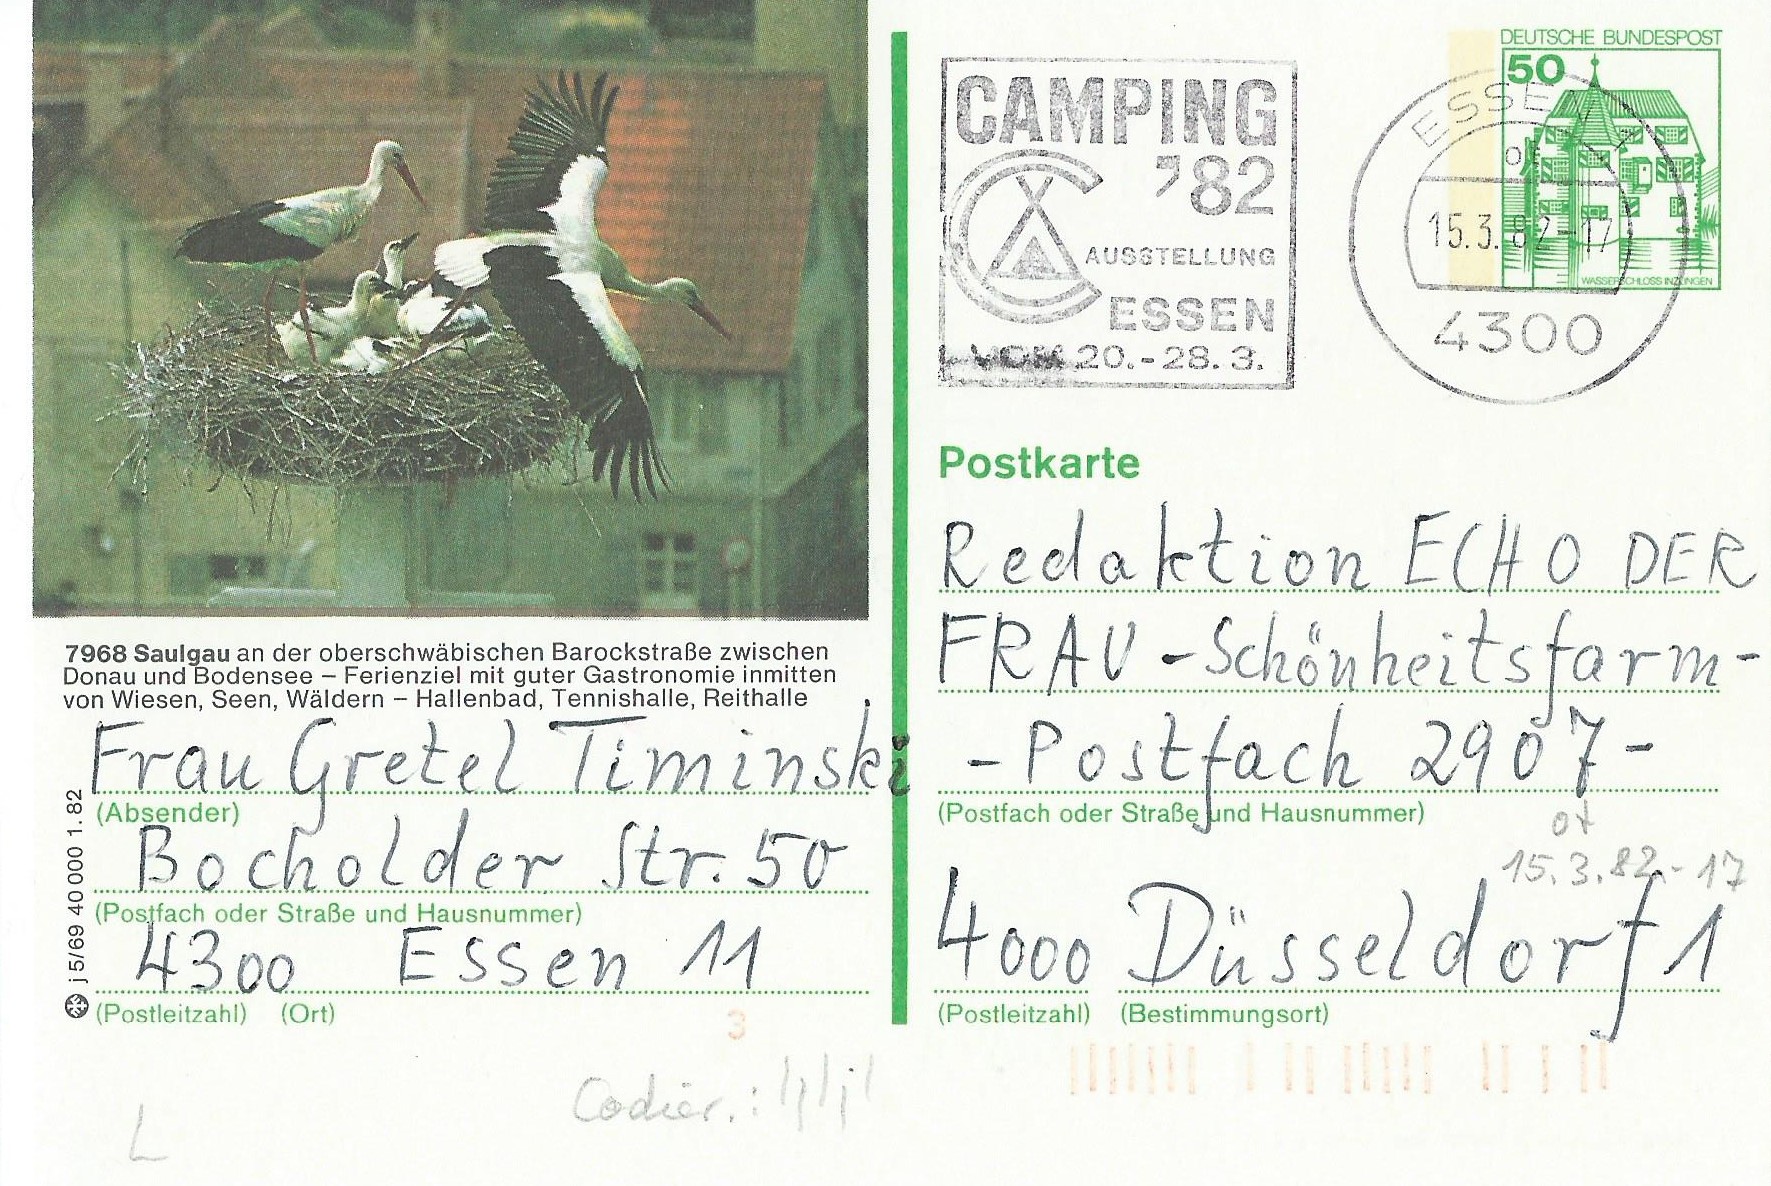 DEUTSCHE BUNDESPOST
50
WASSERSCHLOSS INZLINGEN
CAMPING
'82
AUSSTELLUNG
ESSEN
VOM 20.-28.3.
ESSEN 1
15.3.82-17
4300
7968 Saulgau an der oberschwäbischen Barockstraße zwischen
Donau und Bodensee – Ferienziel mit guter Gastronomie inmitten
von Wiesen, Seen, Wäldern – Hallenbad, Tennishalle, Reithalle
Frau Gretel Timinski
(Absender)
Bocholder Str. 50
(Postfach oder Straße und Hausnummer)
4300 Essen 11
(Postleitzahl) (Ort)
j 5/69 40 000 1. 82
3
Codier.:
L
Postkarte
Redaktion ECHO DER
FRAU - Schönheitsfarm-
- Postfach 2907 -
(Postfach oder Straße und Hausnummer)
15.3.82.-17
4000 Düsseldorf 1
(Postleitzahl) (Bestimmungsort)